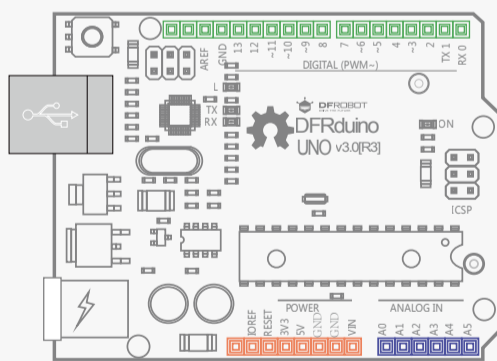 AREF
GND
13
12
~11
~10
~9
8
7
~6
~5
4
~3
2
TX 1
RX 0
DIGITAL (PWM~)
L
TX
RX
DFROBOT
DFRduino
UNO v3.0[R3]
ON
ICSP
POWER
ANALOG IN
IOREF
RESET
3V3
5V
GND
GND
VIN
A0
A1
A2
A3
A4
A5